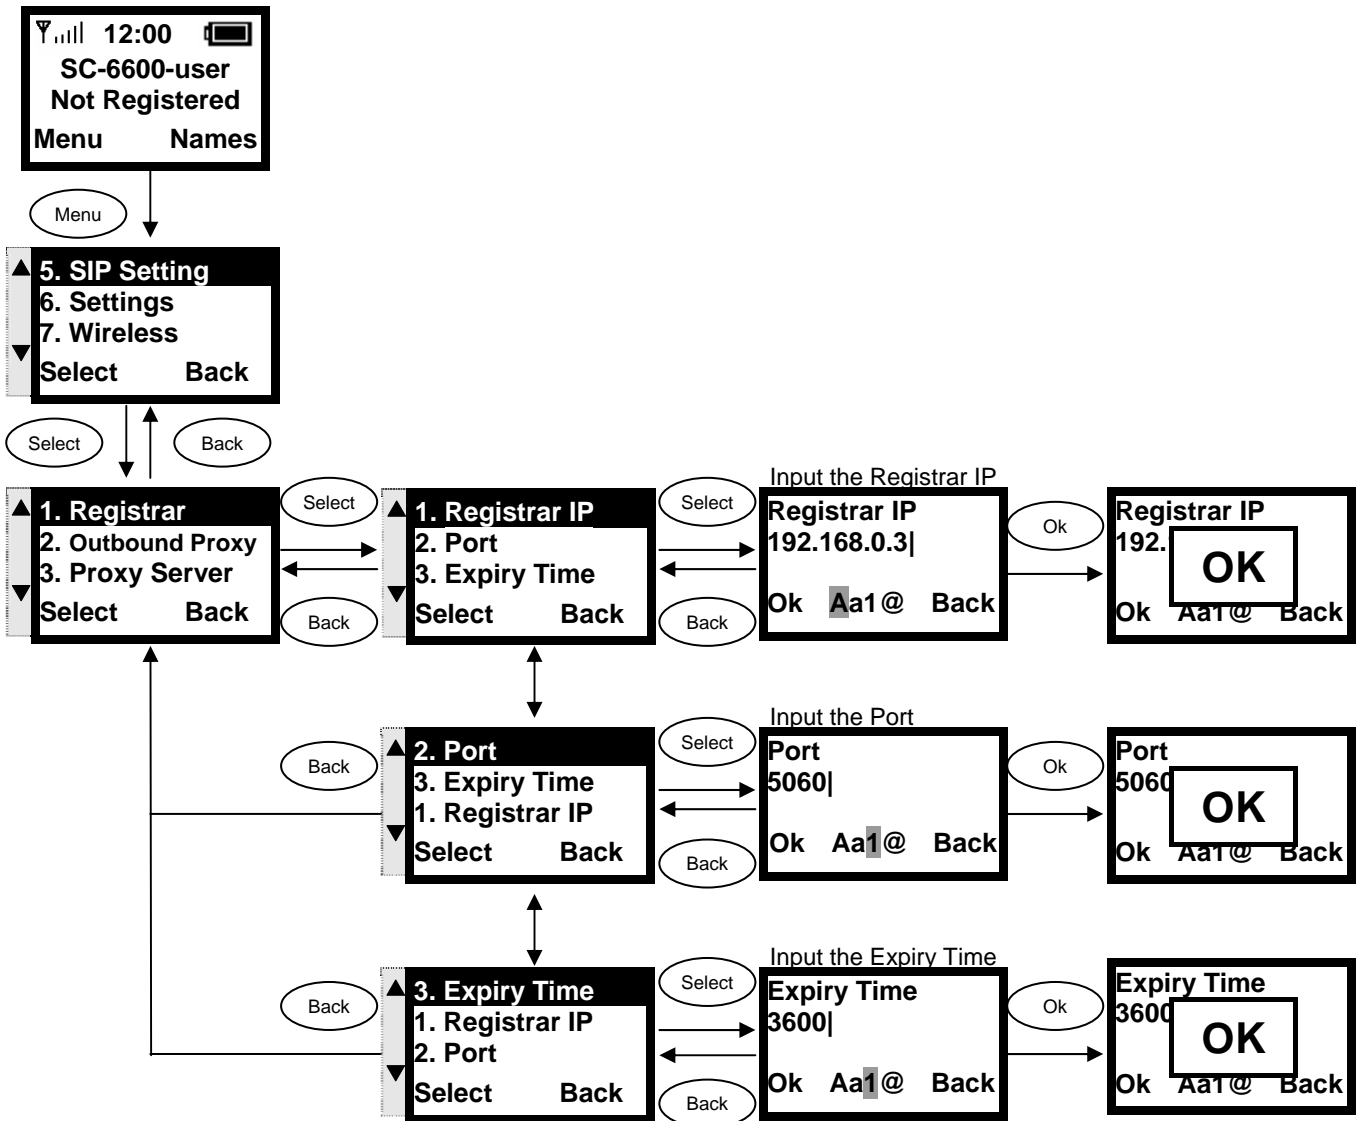 12:00
SC-6600-user
Not Registered
Menu Names
Menu
5. SIP Setting
6. Settings
7. Wireless
Select Back
Select
Back
1. Registrar
2. Outbound Proxy
3. Proxy Server
Select Back
Select
Back
1. Registrar IP
2. Port
3. Expiry Time
Select Back
Select
Back
Input the Registrar IP
Registrar IP
192.168.0.3|
Ok Aa1@ Back
Ok
Registrar IP
192.
OK
Ok Aa1@ Back
Back
2. Port
3. Expiry Time
1. Registrar IP
Select Back
Select
Back
Input the Port
Port
5060|
Ok Aa1@ Back
Ok
Port
5060
OK
Ok Aa1@ Back
Back
3. Expiry Time
1. Registrar IP
2. Port
Select Back
Select
Back
Input the Expiry Time
Expiry Time
3600|
Ok Aa1@ Back
Ok
Expiry Time
3600
OK
Ok Aa1@ Back